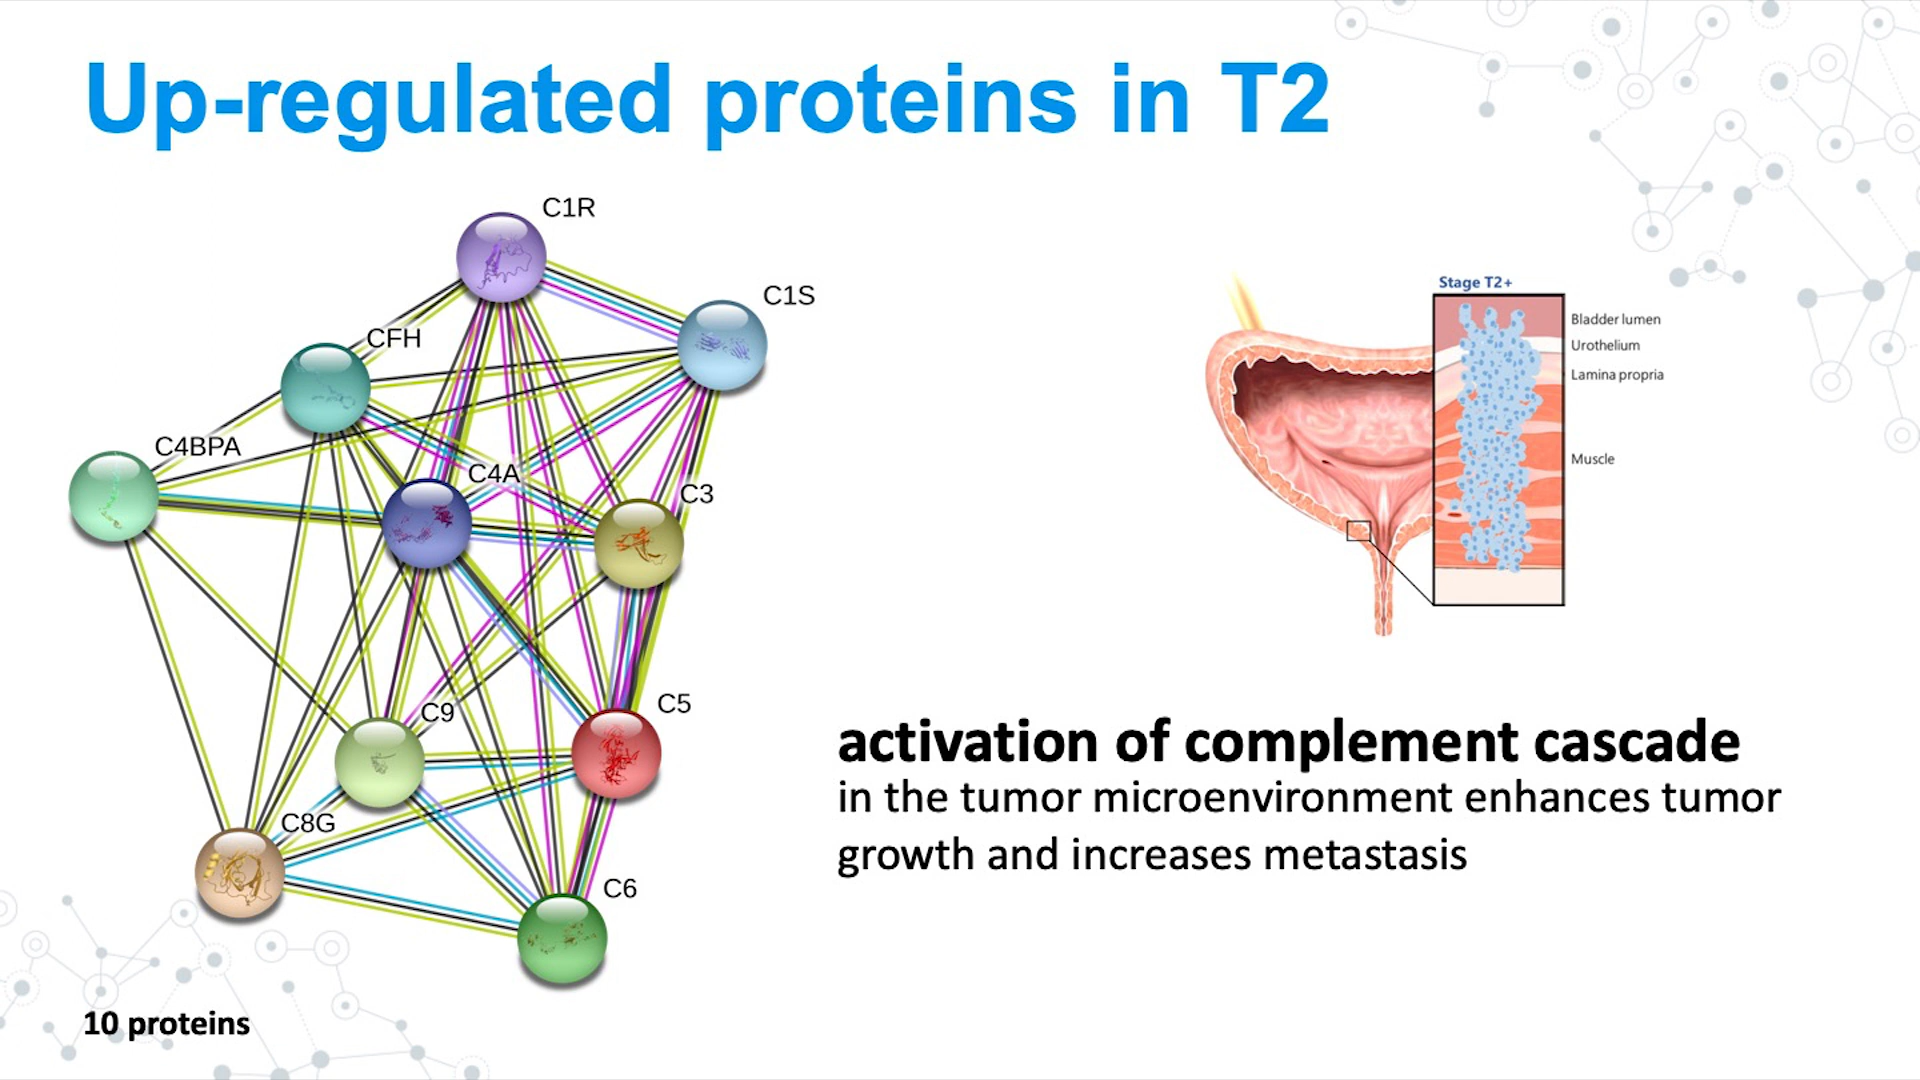 Up-regulated proteins in T2
C1R
C1S
CFH
C4BPA
C4A
C3
C9
C5
C8G
C6
10 proteins
Stage T2+
Bladder lumen
Urothelium
Lamina propria
Muscle
activation of complement cascade
in the tumor microenvironment enhances tumor
growth and increases metastasis